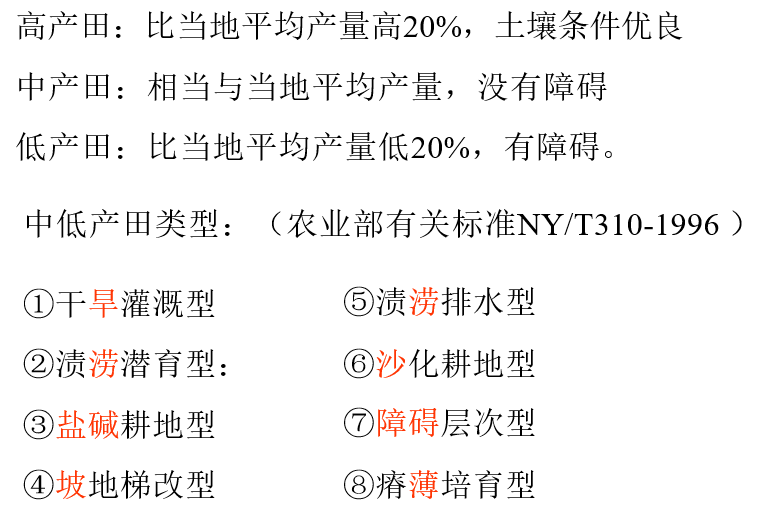 高产田：比当地平均产量高20%，土壤条件优良
中产田：相当与当地平均产量，没有障碍
低产田：比当地平均产量低20%，有障碍。
中低产田类型：（农业部有关标准NY/T310-1996 ）
①干旱灌溉型
②渍涝潜育型：
③盐碱耕地型
④坡地梯改型
⑤渍涝排水型
⑥沙化耕地型
⑦障碍层次型
⑧瘠薄培育型